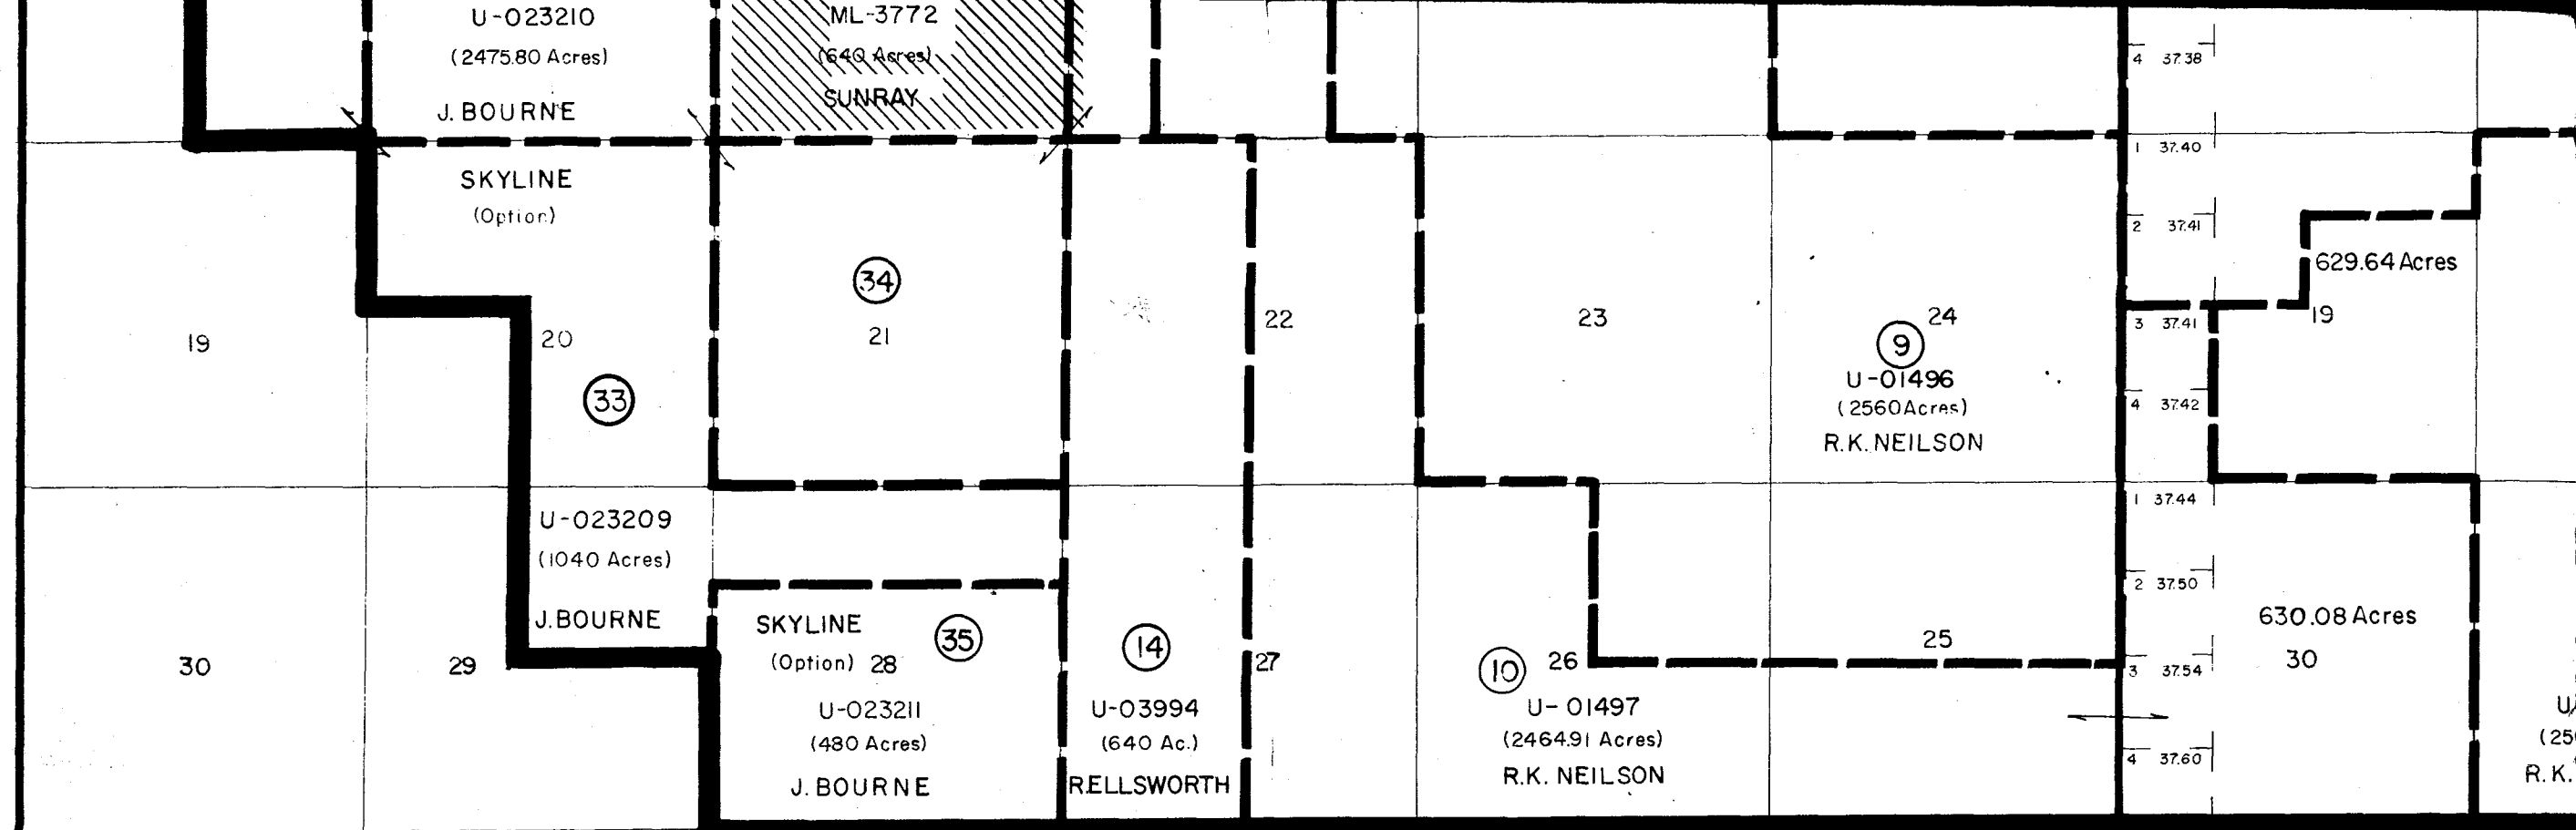 U-023210
(2475.80 Acres)
J. BOURNE
ML-3772
(640 Acres)
SUNRAY
4 37.38
SKYLINE
(Option)
1 37.40
2 37.41
629.64 Acres
34
21
22
23
24
19
20
19
3 37.41
9
U-01496
(2560 Acres)
R.K. NEILSON
33
4 37.42
1 37.44
U-023209
(1040 Acres)
J. BOURNE
2 37.50
630.08 Acres
30
30
29
SKYLINE
(Option) 28
35
U-023211
(480 Acres)
J. BOURNE
14
U-03994
(640 Ac.)
R.ELLSWORTH
27
10
26
25
U-01497
(2464.91 Acres)
R.K. NEILSON
3 37.54
4 37.60
(25
R.K.